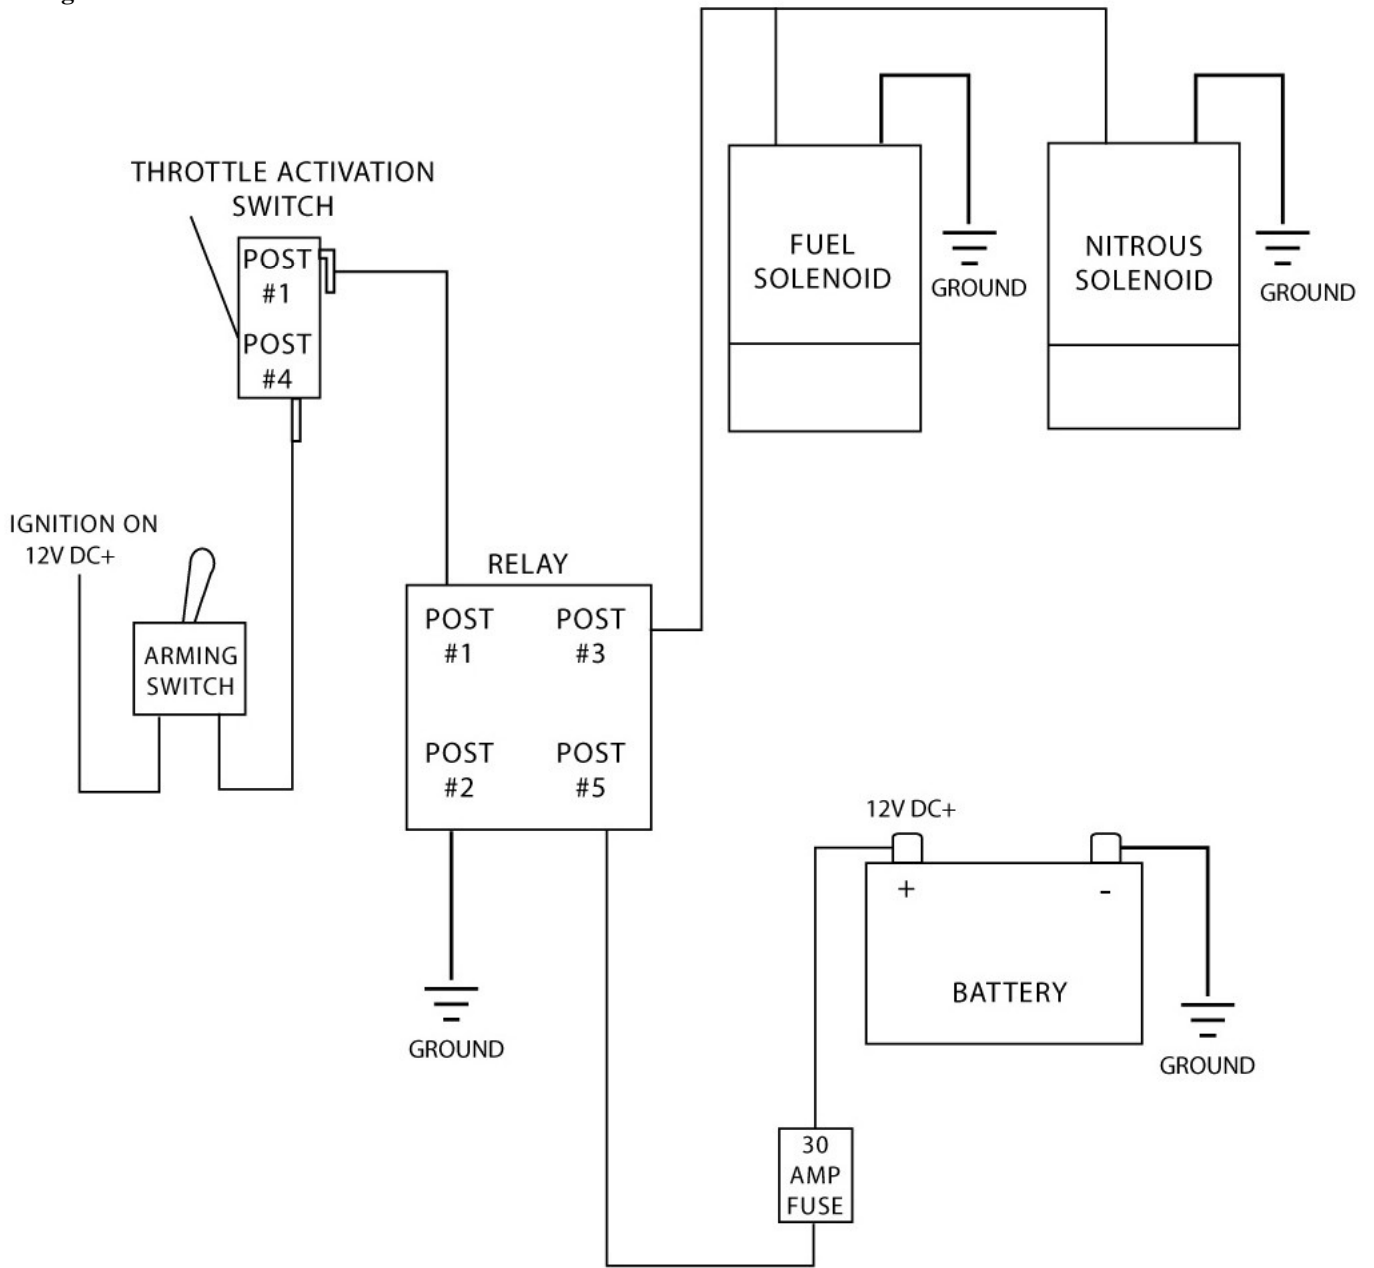 THROTTLE ACTIVATION
SWITCH
POST
#1
POST
#4
FUEL
SOLENOID
GROUND
NITROUS
SOLENOID
GROUND
IGNITION ON
12V DC+
ARMING
SWITCH
RELAY
POST
#1
POST
#3
POST
#2
POST
#5
GROUND
12V DC+
+
-
BATTERY
GROUND
30
AMP
FUSE